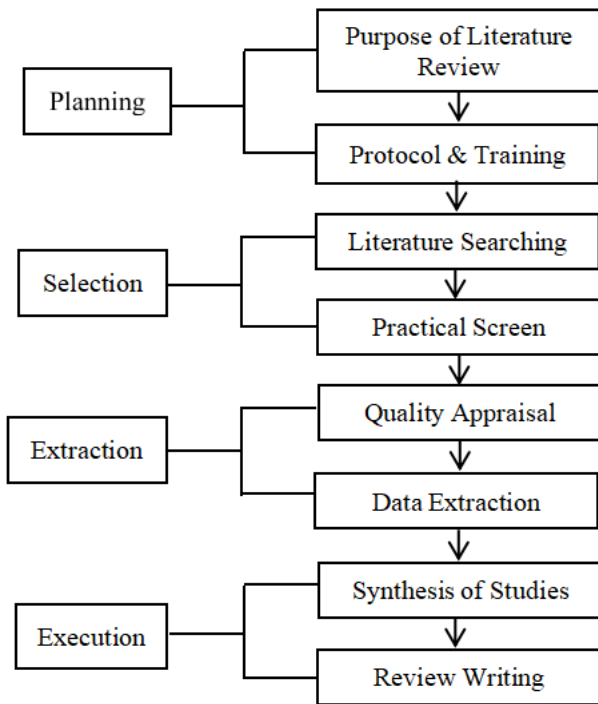 Purpose of Literature
Review
Planning
Protocol & Training
Literature Searching
Selection
Practical Screen
Quality Appraisal
Extraction
Data Extraction
Synthesis of Studies
Execution
Review Writing